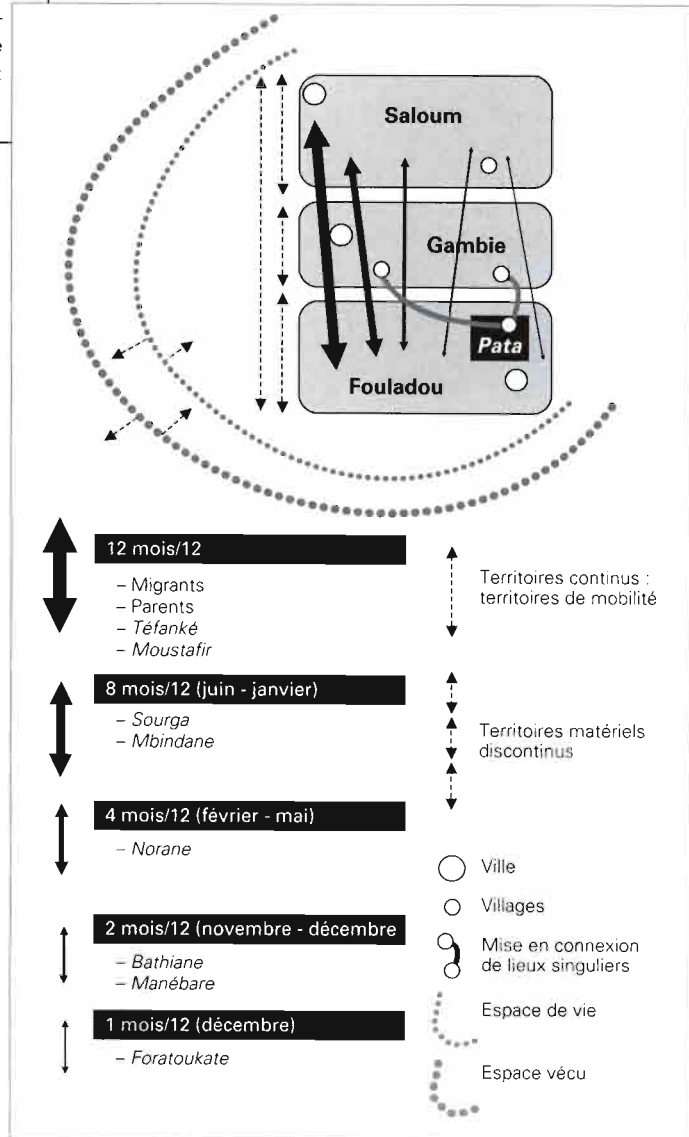 Saloum
Gambie
Pata
Fouladou
12 mois/12
– Migrants
– Parents
– Téfanké
– Moustafir
8 mois/12 (juin - janvier)
– Sourga
– Mbindane
4 mois/12 (février - mai)
– Norane
2 mois/12 (novembre - décembre
– Bathiane
– Manébare
1 mois/12 (décembre)
– Foratoukate
Territoires continus :
territoires de mobilité
Territoires matériels
discontinus
Ville
Villages
Mise en connexion
de lieux singuliers
Espace de vie
Espace vécu